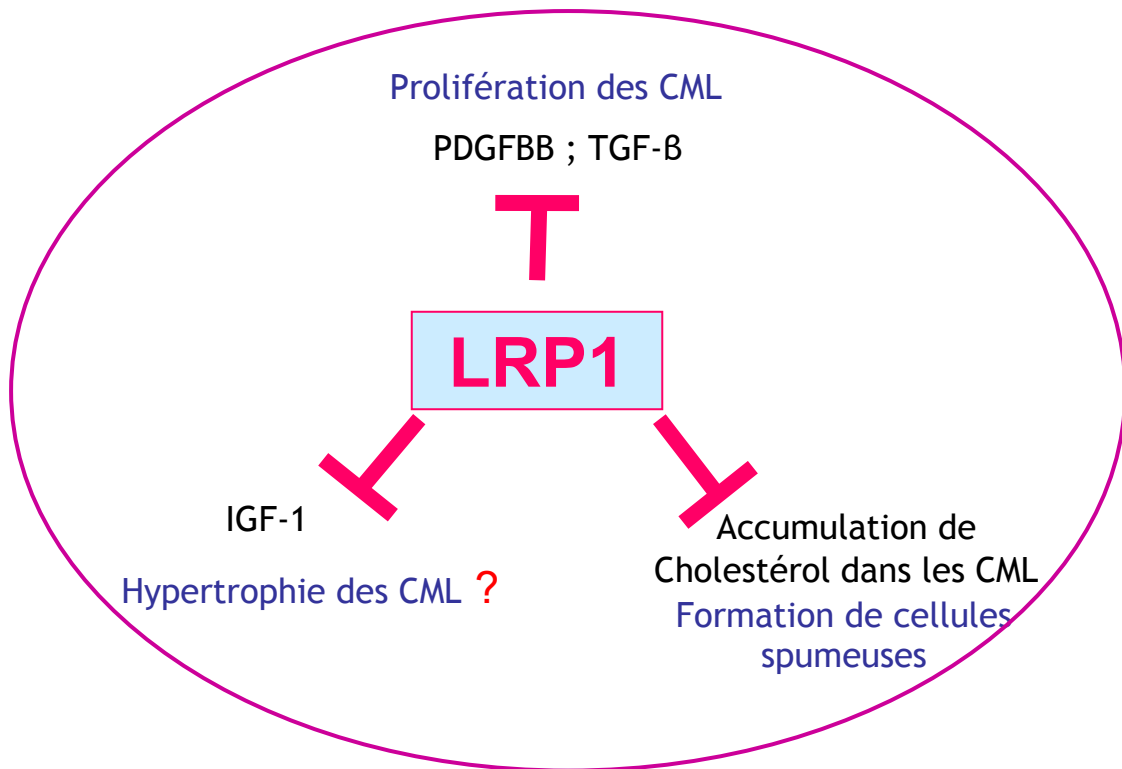 Prolifération des CML
PDGFBB ; TGF-ß
LRP1
IGF-1
Hypertrophie des CML ?
Accumulation de
Cholestérol dans les CML
Formation de cellules
spumeuses